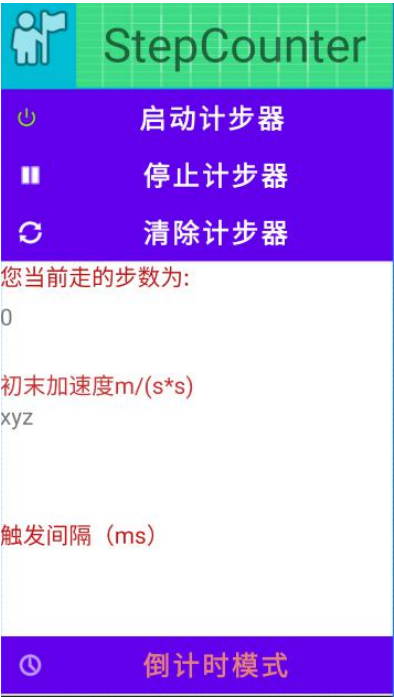 StepCounter
启动计步器
停止计步器
清除计步器
您当前走的步数为:
0
初末加速度m/(s*s)
xyz
触发间隔（ms）
倒计时模式